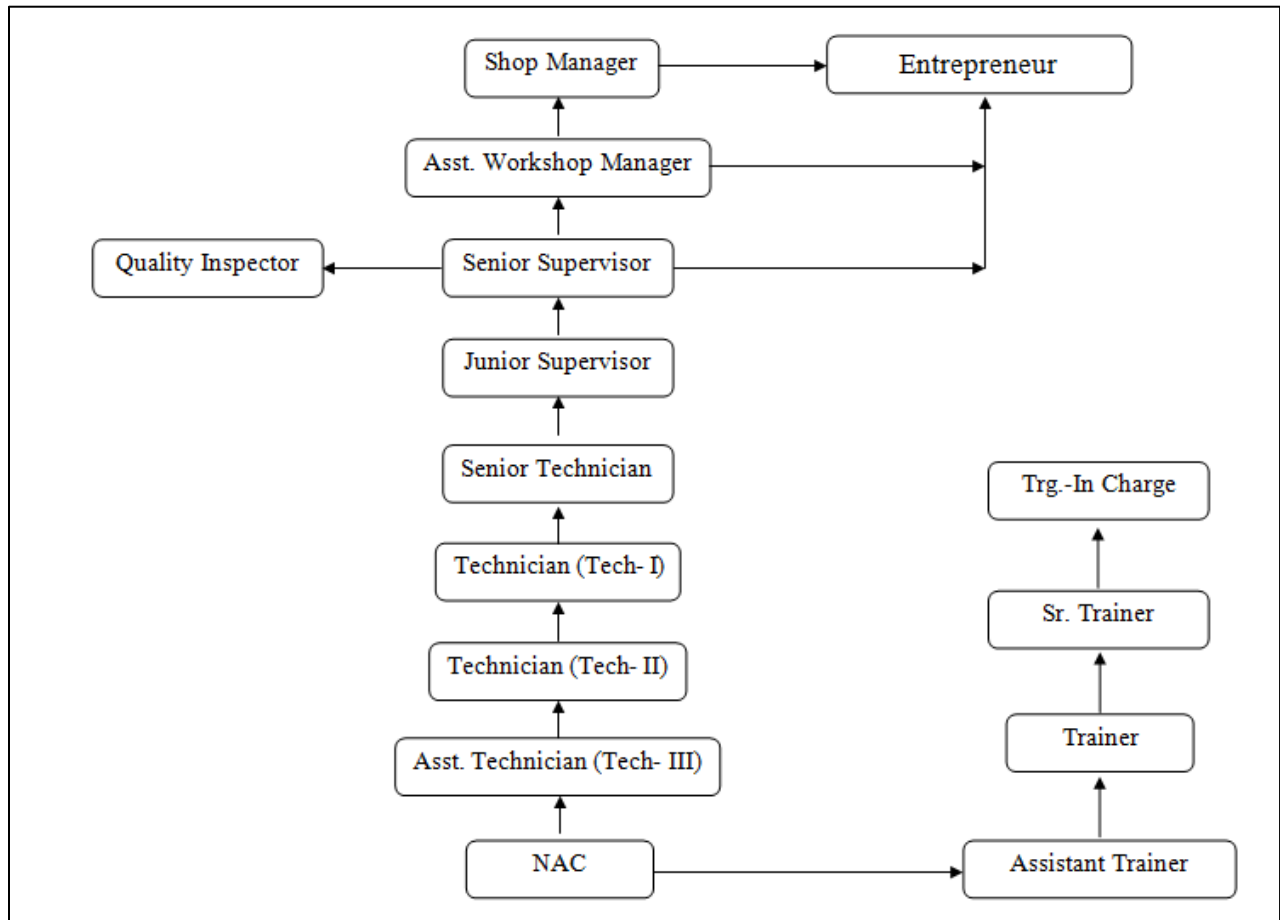 Shop Manager
Entrepreneur
Asst. Workshop Manager
Quality Inspector
Senior Supervisor
Junior Supervisor
Senior Technician
Trg.-In Charge
Technician (Tech- I)
Sr. Trainer
Technician (Tech- II)
Trainer
Asst. Technician (Tech- III)
NAC
Assistant Trainer